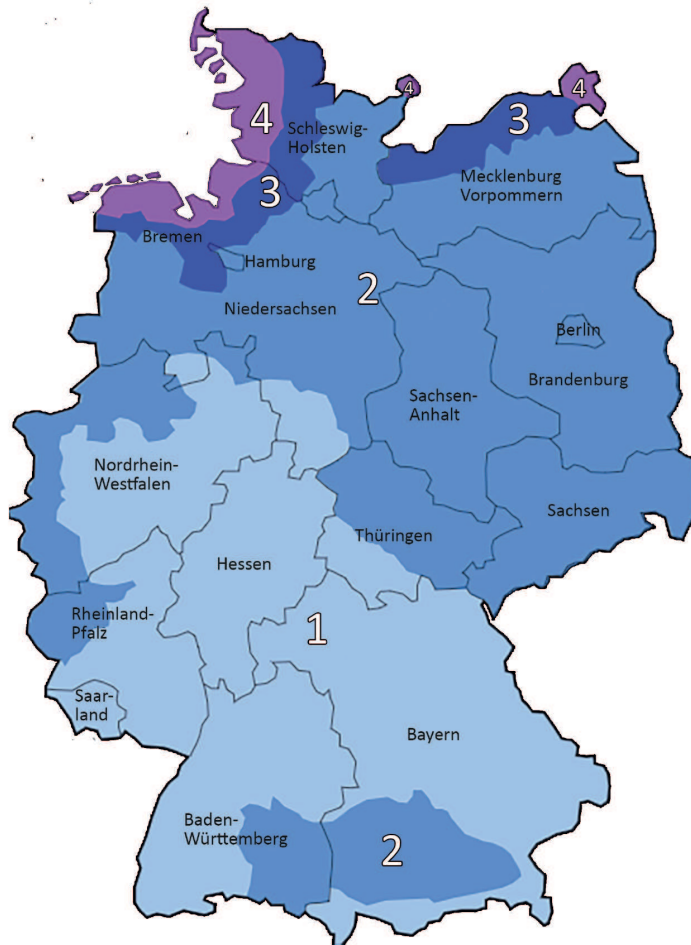 4
4
4
3
Schleswig-
Holsten
3
Mecklenburg
Vorpommern
Bremen
Hamburg
2
Niedersachsen
Berlin
Brandenburg
Sachsen-
Anhalt
Nordrhein-
Westfalen
Sachsen
Thüringen
Hessen
Rheinland-
Pfalz
1
Saar-
land
Bayern
Baden-
Württemberg
2